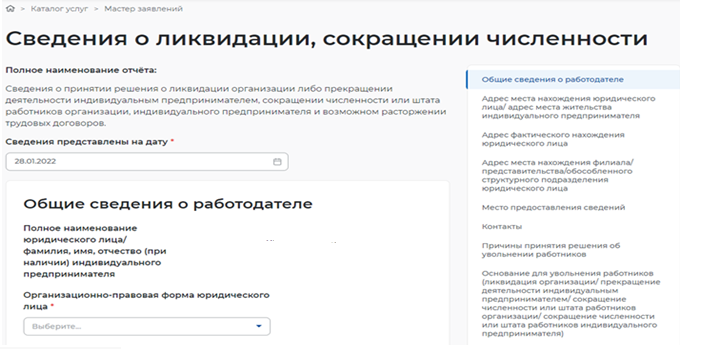 > Каталог услуг > Мастер заявлений
Сведения о ликвидации, сокращении численности
Полное наименование отчёта:
Сведения о принятии решения о ликвидации организации либо прекращении
деятельности индивидуальным предпринимателем, сокращении численности или штата
работников организации, индивидуального предпринимателя и возможном расторжении
трудовых договоров.
Сведения представлены на дату *
28.01.2022
Общие сведения о работодателе
Полное наименование
юридического лица/
фамилия, имя, отчество (при
наличии) индивидуального
предпринимателя
Организационно-правовая форма юридического
лица *
Выберите...
Общие сведения о работодателе
Адрес места нахождения юридического
лица/ адрес места жительства
индивидуального предпринимателя
Адрес фактического нахождения
юридического лица
Адрес места нахождения филиала/
представительства/обособленного
структурного подразделения
юридического лица
Место предоставления сведений
Контакты
Причины принятия решения об
увольнении работников
Основание для увольнения работников
(ликвидация организации/ прекращение
деятельности индивидуальным
предпринимателем/ сокращение
численности или штата работников
организации/ сокращение численности
или штата работников индивидуального
предпринимателя)